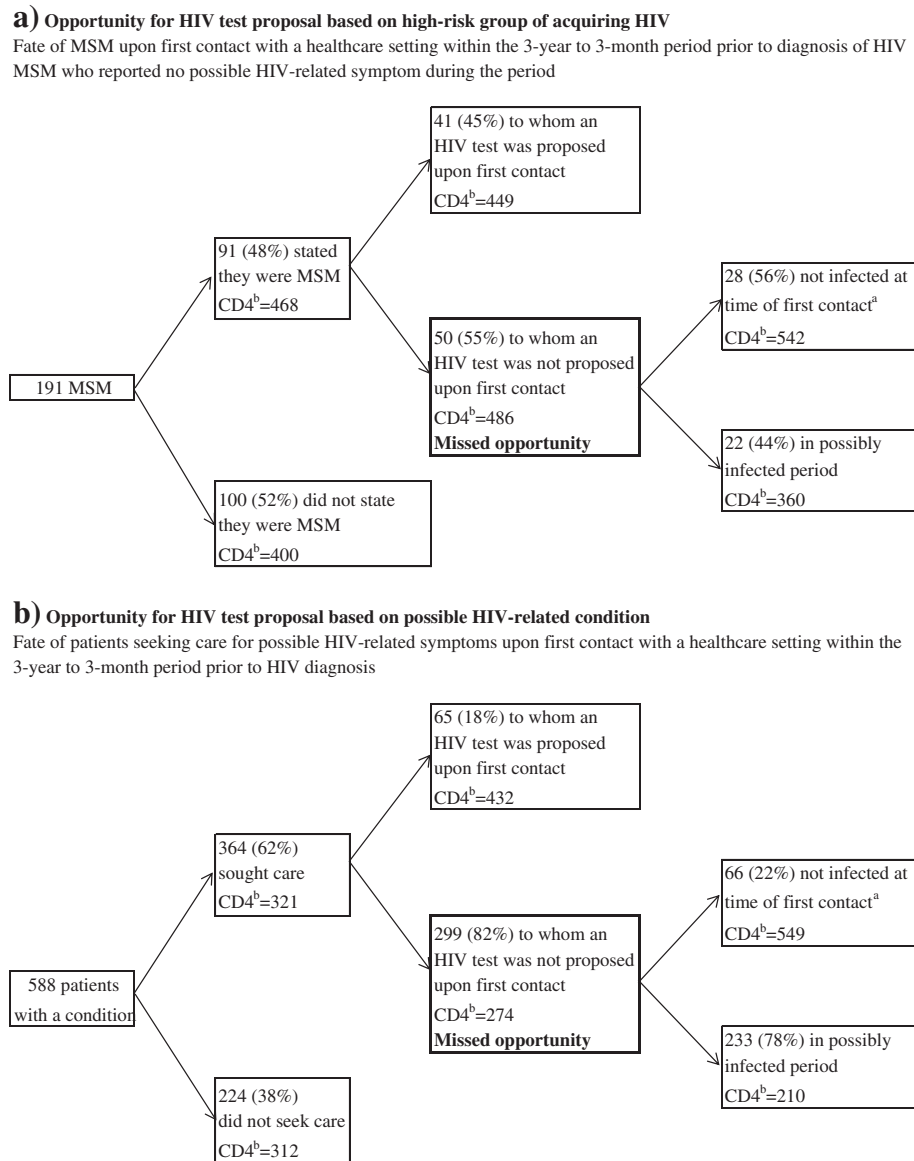 a) Opportunity for HIV test proposal based on high-risk group of acquiring HIV
Fate of MSM upon first contact with a healthcare setting within the 3-year to 3-month period prior to diagnosis of HIV
MSM who reported no possible HIV-related symptom during the period
41 (45%) to whom an
HIV test was proposed
upon first contact
CD4b=449
91 (48%) stated
they were MSM
CD4b=468
28 (56%) not infected at
time of first contacta
CD4b=542
50 (55%) to whom an
HIV test was not proposed
upon first contact
CD4b=486
Missed opportunity
191 MSM
22 (44%) in possibly
infected period
CD4b=360
100 (52%) did not state
they were MSM
CD4b=400
b) Opportunity for HIV test proposal based on possible HIV-related condition
Fate of patients seeking care for possible HIV-related symptoms upon first contact with a healthcare setting within the
3-year to 3-month period prior to HIV diagnosis
65 (18%) to whom an
HIV test was proposed
upon first contact
CD4b=432
364 (62%)
sought care
CD4b=321
66 (22%) not infected at
time of first contacta
CD4b=549
299 (82%) to whom an
HIV test was not proposed
upon first contact
CD4b=274
Missed opportunity
588 patients
with a condition
233 (78%) in possibly
infected period
CD4b=210
224 (38%)
did not seek care
CD4b=312